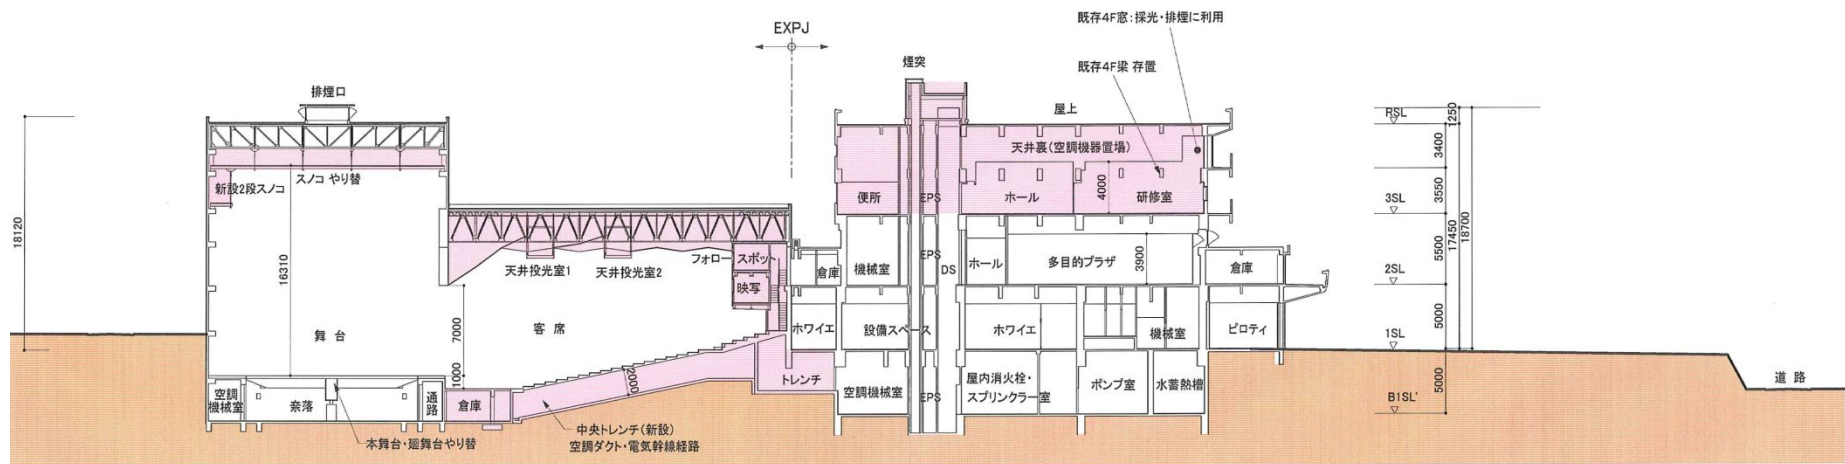 既存4F窓:採光・排煙に利用
EXPJ
煙突
既存4F梁 存置
排煙口
屋上
RSL
1250
天井裏(空調機器置場)
3400
スノコ やり替
新設2段スノコ
便所
EPS
ホール
4000
研修室
3550
3SL
18120
16310
17450
18700
天井投光室1
天井投光室2
フォロー
スポット
倉庫
機械室
EPS
DS
ホール
多目的プラザ
3900
倉庫
5500
2SL
映写
舞台
7000
客席
ホワイエ
設備スペース
ホワイエ
機械室
ピロティ
5000
1SL
1000
2000
トレンチ
空調
機械室
奈落
通路
倉庫
空調機械室
EPS
屋内消火栓・
スプリンクラー室
ポンプ室
水蓄熱槽
5000
B1SL'
道路
本舞台・廻舞台やり替
中央トレンチ(新設)
空調ダクト・電気幹線経路